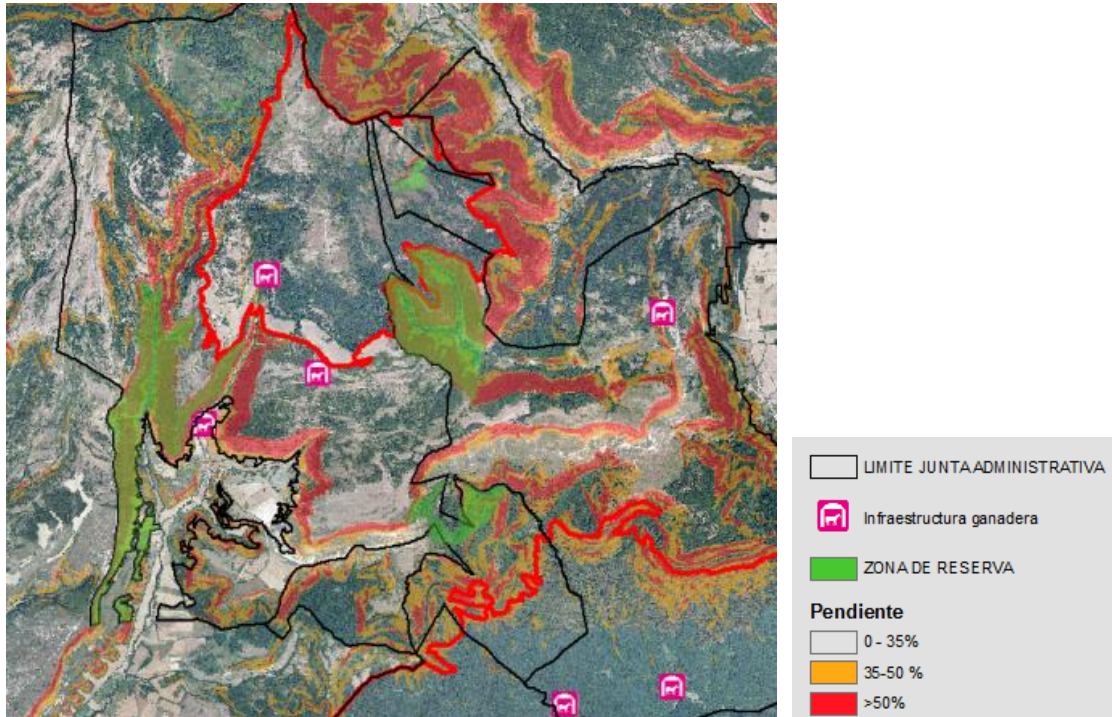 LIMITE JUNTA ADMINISTRATIVA
Infraestructura ganadera
ZONA DE RESERVA
Pendiente
0 - 35%
35-50 %
>50%